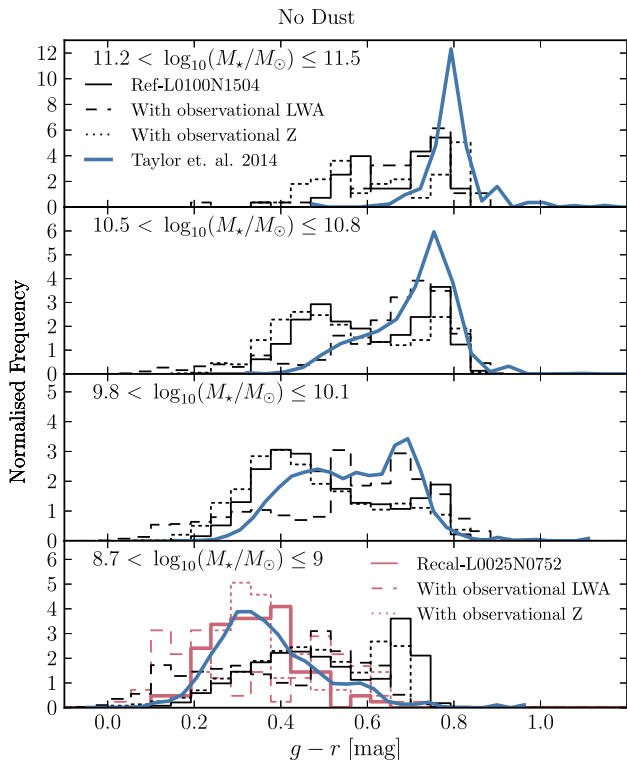 No Dust
11.2 < log10(M⋆/M⊙) ≤ 11.5
Ref-L0100N1504
With observational LWA
With observational Z
Taylor et. al. 2014
12
10
8
6
4
2
0
10.5 < log10(M⋆/M⊙) ≤ 10.8
6
5
4
3
2
1
0
9.8 < log10(M⋆/M⊙) ≤ 10.1
5
4
3
2
1
0
8.7 < log10(M⋆/M⊙) ≤ 9
Recal-L0025N0752
With observational LWA
With observational Z
6
5
4
3
2
1
0
Normalised Frequency
0.0 0.2 0.4 0.6 0.8 1.0
g − r [mag]